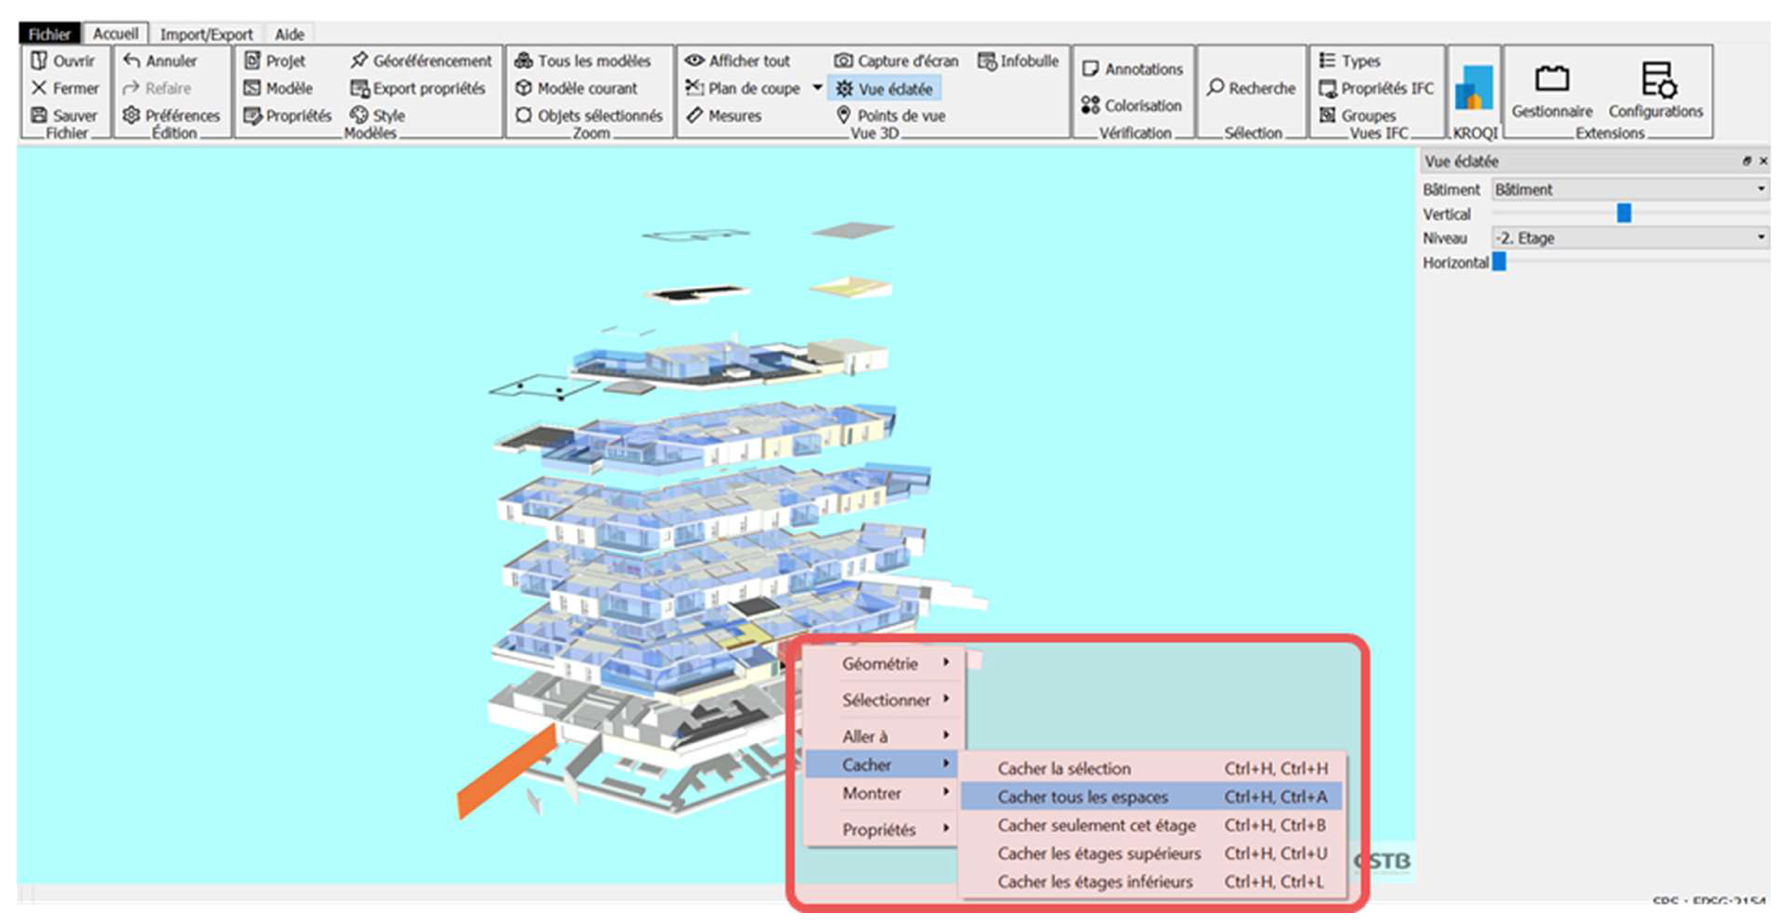 Fichier Accueil Import/Export Aide
Ouvrir Annuler Projet Géoréférencement Tous les modèles Afficher tout Capture d'écran Infobulle Annotations Recherche Types Gestionnaire Configurations
Fermer Refaire Modèle Export propriétés Modèle courant Plan de coupe Vue éclatée Colorisation Propriétés IFC
Sauver Préférences Propriétés Style Objets sélectionnés Mesures Points de vue Groupes
Fichier Édition Modèles Zoom Vue 3D Vérification Sélection Vues IFC KROQI Extensions
Vue éclatée
Bâtiment Bâtiment
Vertical
Niveau -2. Etage
Horizontal
Géométrie
Sélectionner
Aller à
Cacher
Montrer
Propriétés
Cacher la sélection Ctrl+H, Ctrl+H
Cacher tous les espaces Ctrl+H, Ctrl+A
Cacher seulement cet étage Ctrl+H, Ctrl+B
Cacher les étages supérieurs Ctrl+H, Ctrl+U
Cacher les étages inférieurs Ctrl+H, Ctrl+L
CSTB